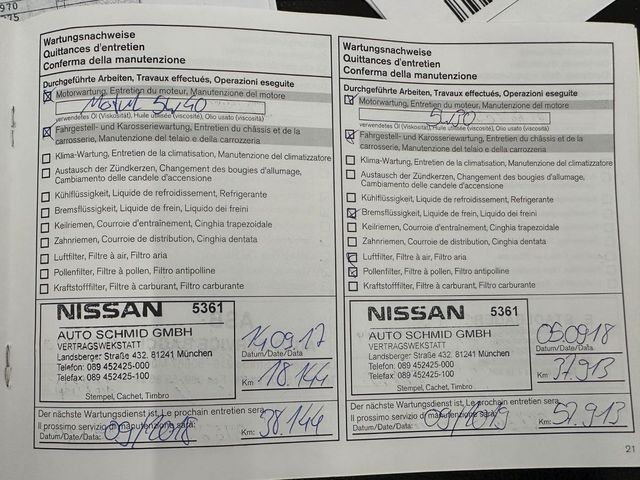 970
75
Wartungsnachweise
Quittances d'entretien
Conferma della manutenzione
Durchgeführte Arbeiten, Travaux effectués, Operazioni eseguite
Motorwartung, Entretien du moteur, Manutenzione del motore
Motul 5W40
verwendetes Öl (Viskosität), Huile utilisée (viscosité), Olio usato (viscosità)
Fahrgestell- und Karosseriewartung, Entretien du châssis et de la
carrosserie, Manutenzione del telaio e della carrozzeria
Klima-Wartung, Entretien de la climatisation, Manutenzione del climatizzatore
Austausch der Zündkerzen, Changement des bougies d'allumage,
Cambiamento delle candele d'accensione
Kühlflüssigkeit, Liquide de refroidissement, Refrigerante
Bremsflüssigkeit, Liquide de frein, Liquido dei freini
Keilriemen, Courroie d'entraînement, Cinghia trapezoidale
Zahnriemen, Courroie de distribution, Cinghia dentata
Luftfilter, Filtre à air, Filtro aria
Pollenfilter, Filtre à pollen, Filtro antipolline
Kraftstofffilter, Filtre à carburant, Filtro carburante
NISSAN 5361
AUTO SCHMID GMBH
VERTRAGSWEKSTATT
Landsberger Straße 432, 81241 München
Telefon: 089 452425-000
Telefax: 089 452425-100
Stempel, Cachet, Timbro
14.09.17
Datum/Date/Data
Km: 18.144
Der nächste Wartungsdienst ist, Le prochain entretien sera,
Il prossimo servizio di manutenzione sarà:
Datum/Date/Data: 09/2018 Km: 38.144
Wartungsnachweise
Quittances d'entretien
Conferma della manutenzione
Durchgeführte Arbeiten, Travaux effectués, Operazioni eseguite
Motorwartung, Entretien du moteur, Manutenzione del motore
5W30
verwendetes Öl (Viskosität), Huile utilisée (viscosité), Olio usato (viscosità)
Fahrgestell- und Karosseriewartung, Entretien du châssis et de la
carrosserie, Manutenzione del telaio e della carrozzeria
Klima-Wartung, Entretien de la climatisation, Manutenzione del climatizzatore
Austausch der Zündkerzen, Changement des bougies d'allumage,
Cambiamento delle candele d'accensione
Kühlflüssigkeit, Liquide de refroidissement, Refrigerante
Bremsflüssigkeit, Liquide de frein, Liquido dei freini
Keilriemen, Courroie d'entraînement, Cinghia trapezoidale
Zahnriemen, Courroie de distribution, Cinghia dentata
Luftfilter, Filtre à air, Filtro aria
Pollenfilter, Filtre à pollen, Filtro antipolline
Kraftstofffilter, Filtre à carburant, Filtro carburante
NISSAN 5361
AUTO SCHMID GMBH
VERTRAGSWEKSTATT
Landsberger Straße 432, 81241 München
Telefon: 089 452425-000
Telefax: 089 452425-100
Stempel, Cachet, Timbro
05.09.18
Datum/Date/Data
Km: 37.913
Der nächste Wartungsdienst ist, Le prochain entretien sera,
Il prossimo servizio di manutenzione sarà:
Datum/Date/Data: 09/2019 Km: 57.913
21